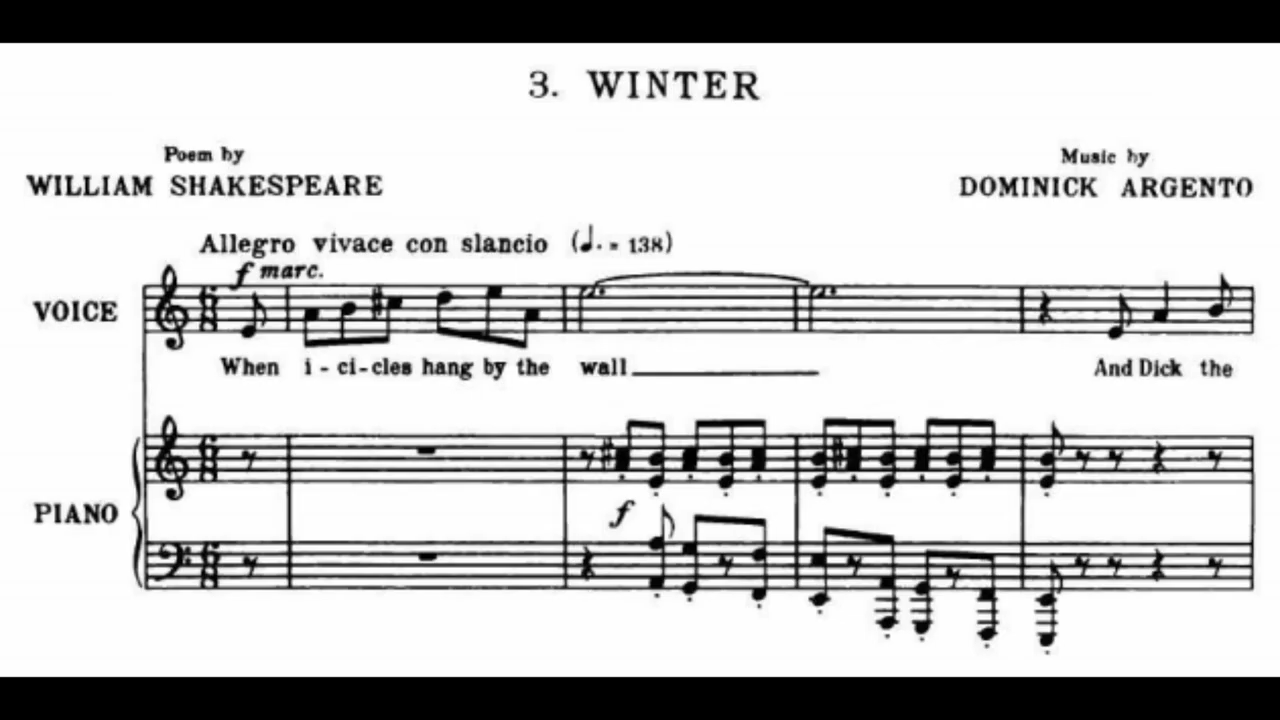 3. WINTER
Poem by
WILLIAM SHAKESPEARE
Music by
DOMINICK ARGENTO
Allegro vivace con slancio (♩. = 138)
f marc.
VOICE
When i - ci - cles hang by the wall And Dick the
PIANO
f